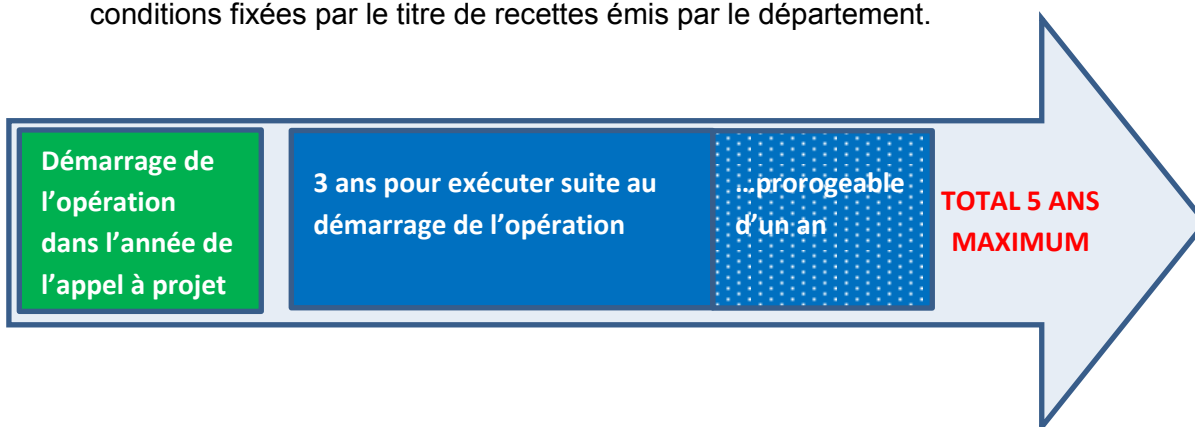 conditions fixées par le titre de recettes émis par le département.
Démarrage de
l’opération
dans l’année de
l’appel à projet
3 ans pour exécuter suite au
démarrage de l’opération
…prorogeable
d’un an
TOTAL 5 ANS
MAXIMUM